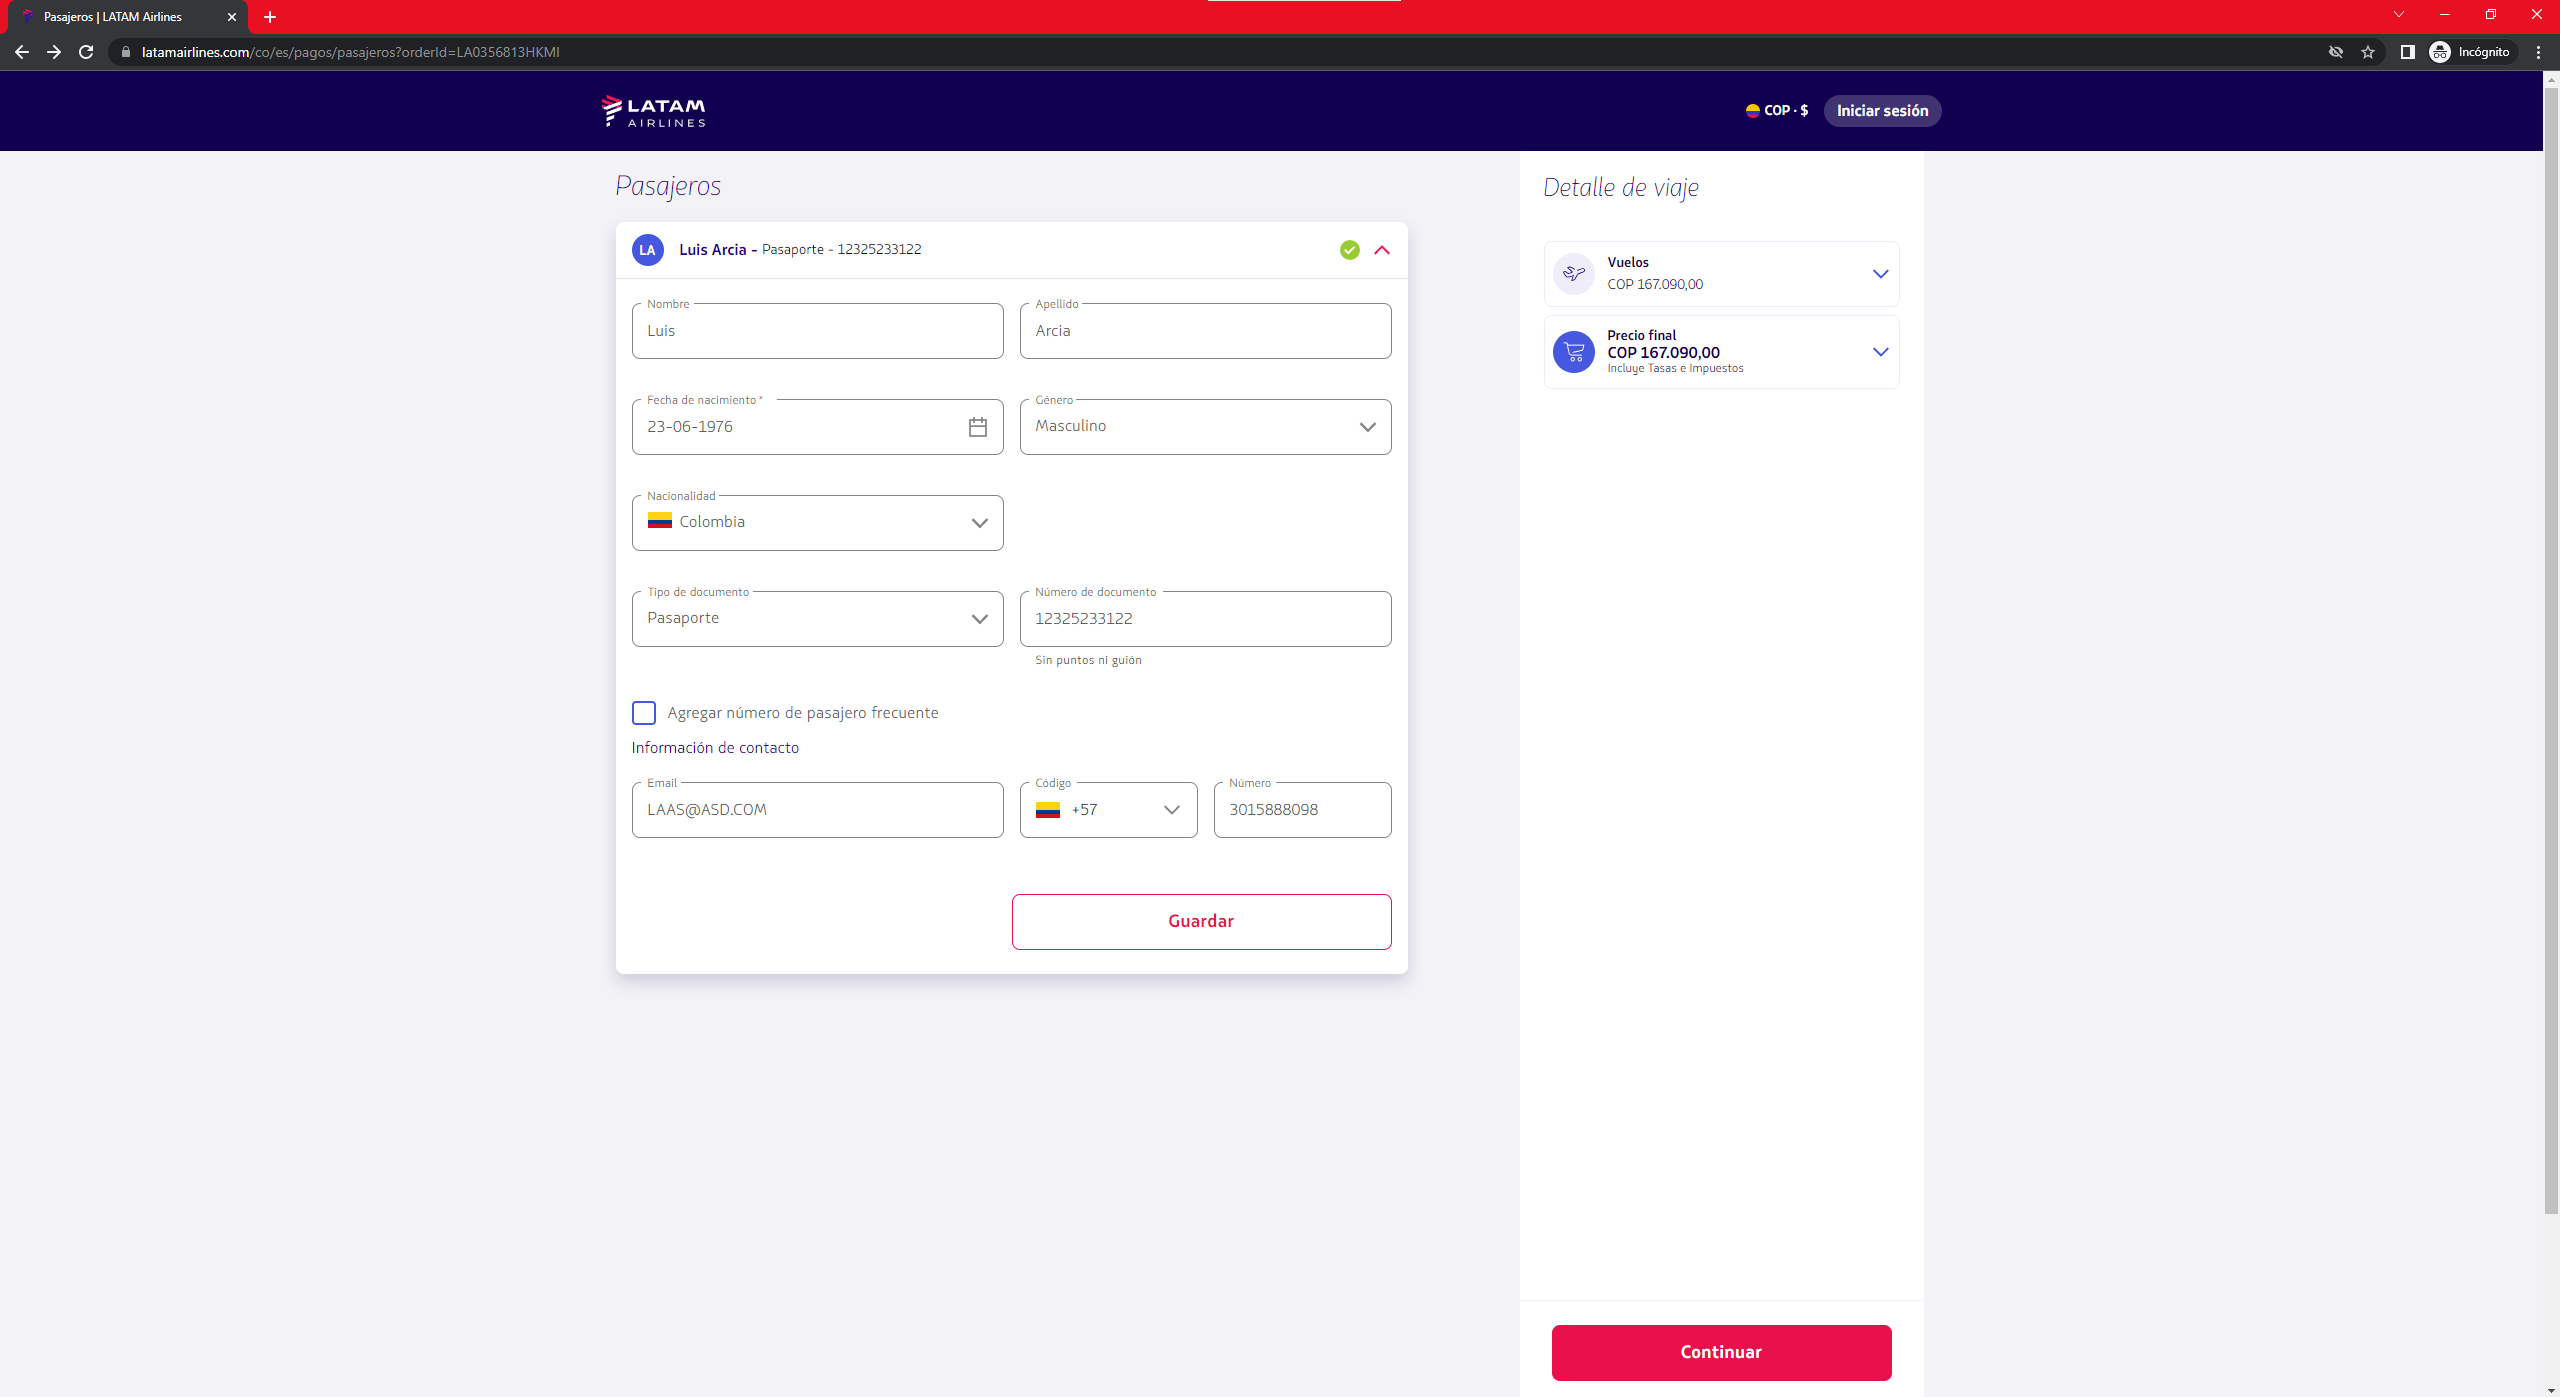 Pasajeros | LATAM Airlines
latamairlines.com/co/es/pagos/pasajeros?orderId=LA0356813HKMI
Incógnito
LATAM
AIRLINES
COP · $
Iniciar sesión
Pasajeros
LA
Luis Arcia - Pasaporte - 12325233122
Nombre
Luis
Apellido
Arcia
Fecha de nacimiento *
23-06-1976
Género
Masculino
Nacionalidad
Colombia
Tipo de documento
Pasaporte
Número de documento
12325233122
Sin puntos ni guión
Agregar número de pasajero frecuente
Información de contacto
Email
LAAS@ASD.COM
Código
+57
Número
3015888098
Guardar
Detalle de viaje
Vuelos
COP 167.090,00
Precio final
COP 167.090,00
Incluye Tasas e Impuestos
Continuar